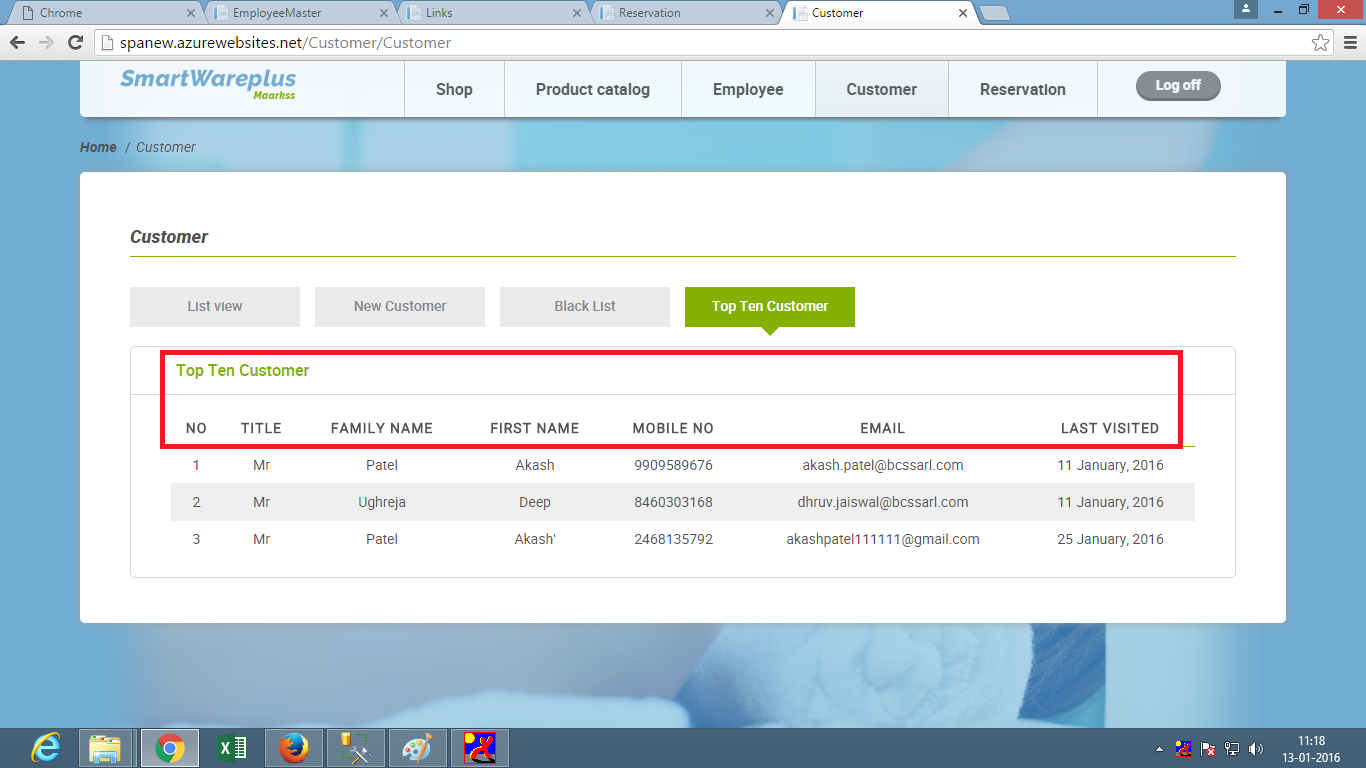 Chrome EmployeeMaster Links Reservation Customer
spanew.azurewebsites.net/Customer/Customer
SmartWareplus
Maarkss
Shop Product catalog Employee Customer Reservation Log off
Home / Customer
Customer
List view New Customer Black List Top Ten Customer
Top Ten Customer
NO TITLE FAMILY NAME FIRST NAME MOBILE NO EMAIL LAST VISITED
1 Mr Patel Akash 9909589676 akash.patel@bcssarl.com 11 January, 2016
2 Mr Ughreja Deep 8460303168 dhruv.jaiswal@bcssarl.com 11 January, 2016
3 Mr Patel Akash' 2468135792 akashpatel111111@gmail.com 25 January, 2016
11:18
13-01-2016